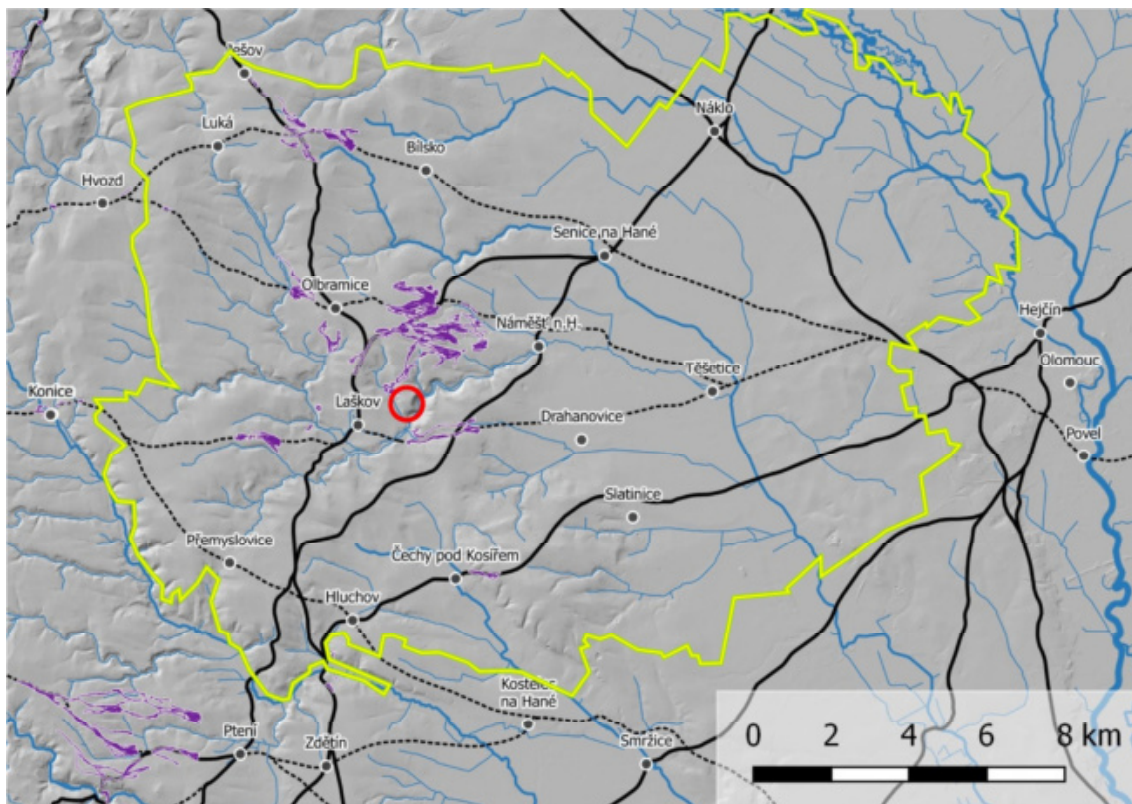 Ješov
Náklo
Luká
Bílsko
Hvozd
Senice na Hané
Olbramice
Hejčín
Náměšť n.H.
Olomouc
Těšetice
Konice
Laškov
Drahanovice
Povel
Slatinice
Přemyslovice
Čechy pod Kosířem
Hluchov
Kostelec
na Hané
Ptení
Zdětín
Smržice
0 2 4 6 8 km